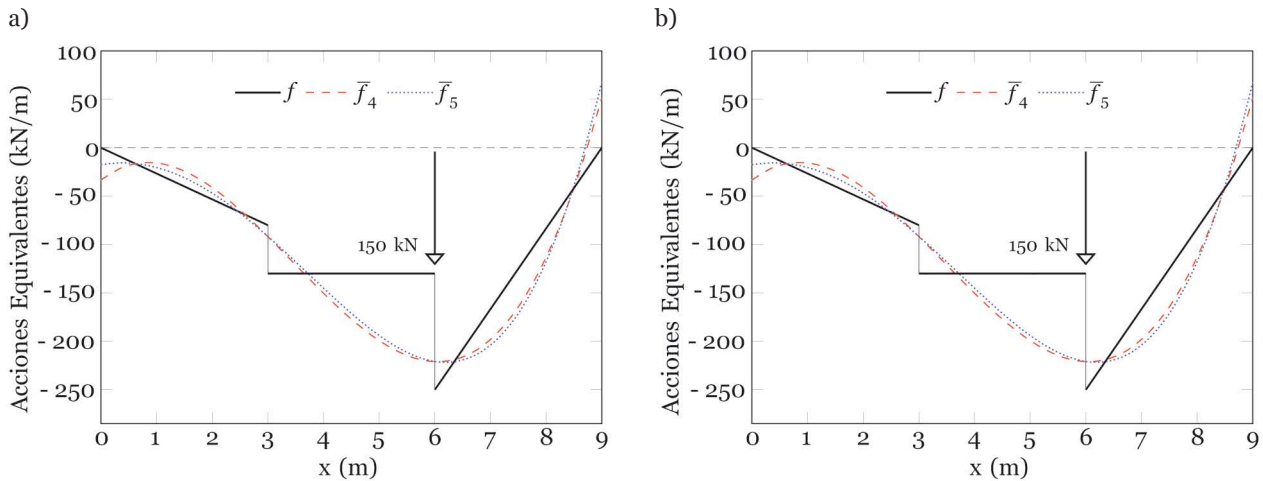 a)
100
50
0
-50
-100
-150
-200
-250
Acciones Equivalentes (kN/m)
f f̅₄ f̅₅
150 kN
0 1 2 3 4 5 6 7 8 9
x (m)
b)
100
50
0
-50
-100
-150
-200
-250
Acciones Equivalentes (kN/m)
f f̅₄ f̅₅
150 kN
0 1 2 3 4 5 6 7 8 9
x (m)